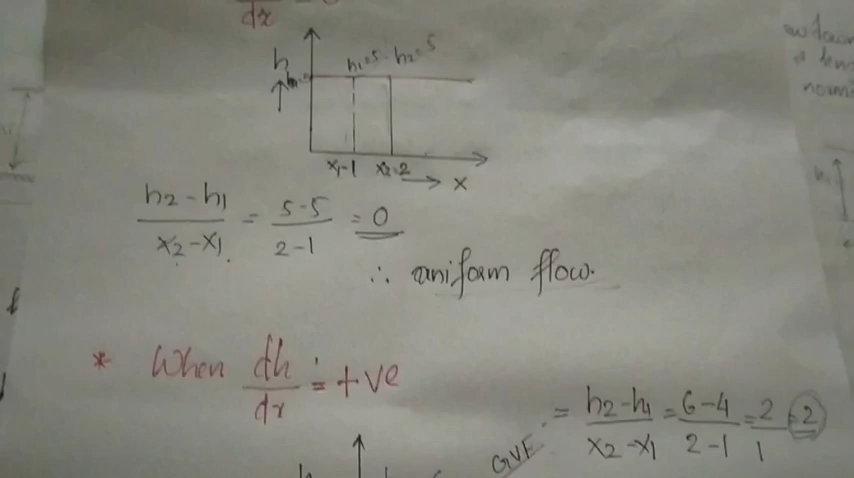 dx
h
h1=5 h2=5
x1-1 x2-2
x
h2-h1 / x2-x1 = 5-5 / 2-1 = 0
∴ uniform flow.
* When dh/dx = +ve
GVF = h2-h1 / x2-x1 = 6-4 / 2-1 = 2/1 = 2
h